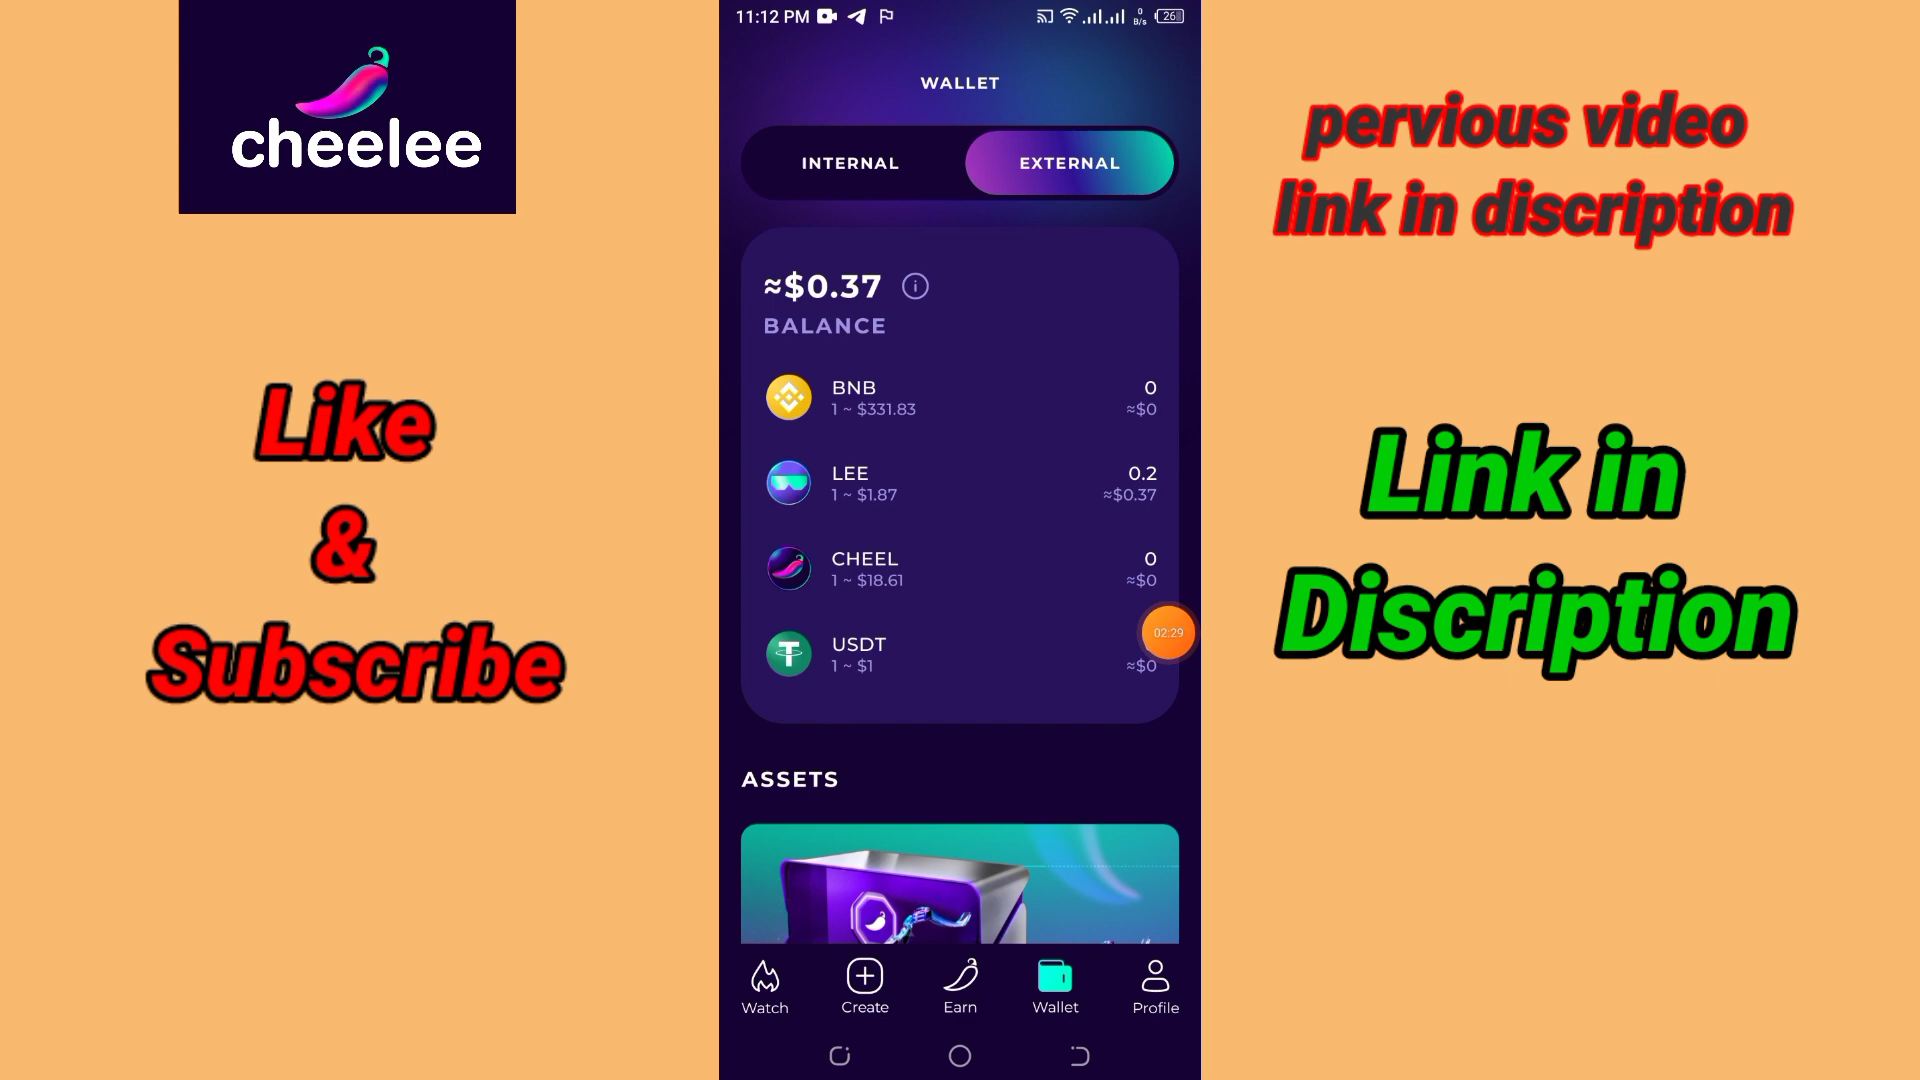 cheelee
Like
&
Subscribe
11:12 PM
0
B/s
26
WALLET
INTERNAL
EXTERNAL
≈$0.37
BALANCE
BNB
0
1 ~ $331.83
≈$0
LEE
0.2
1 ~ $1.87
≈$0.37
CHEEL
0
1 ~ $18.61
≈$0
USDT
1 ~ $1
≈$0
02:29
ASSETS
Watch
Create
Earn
Wallet
Profile
pervious video
link in discription
Link in
Discription